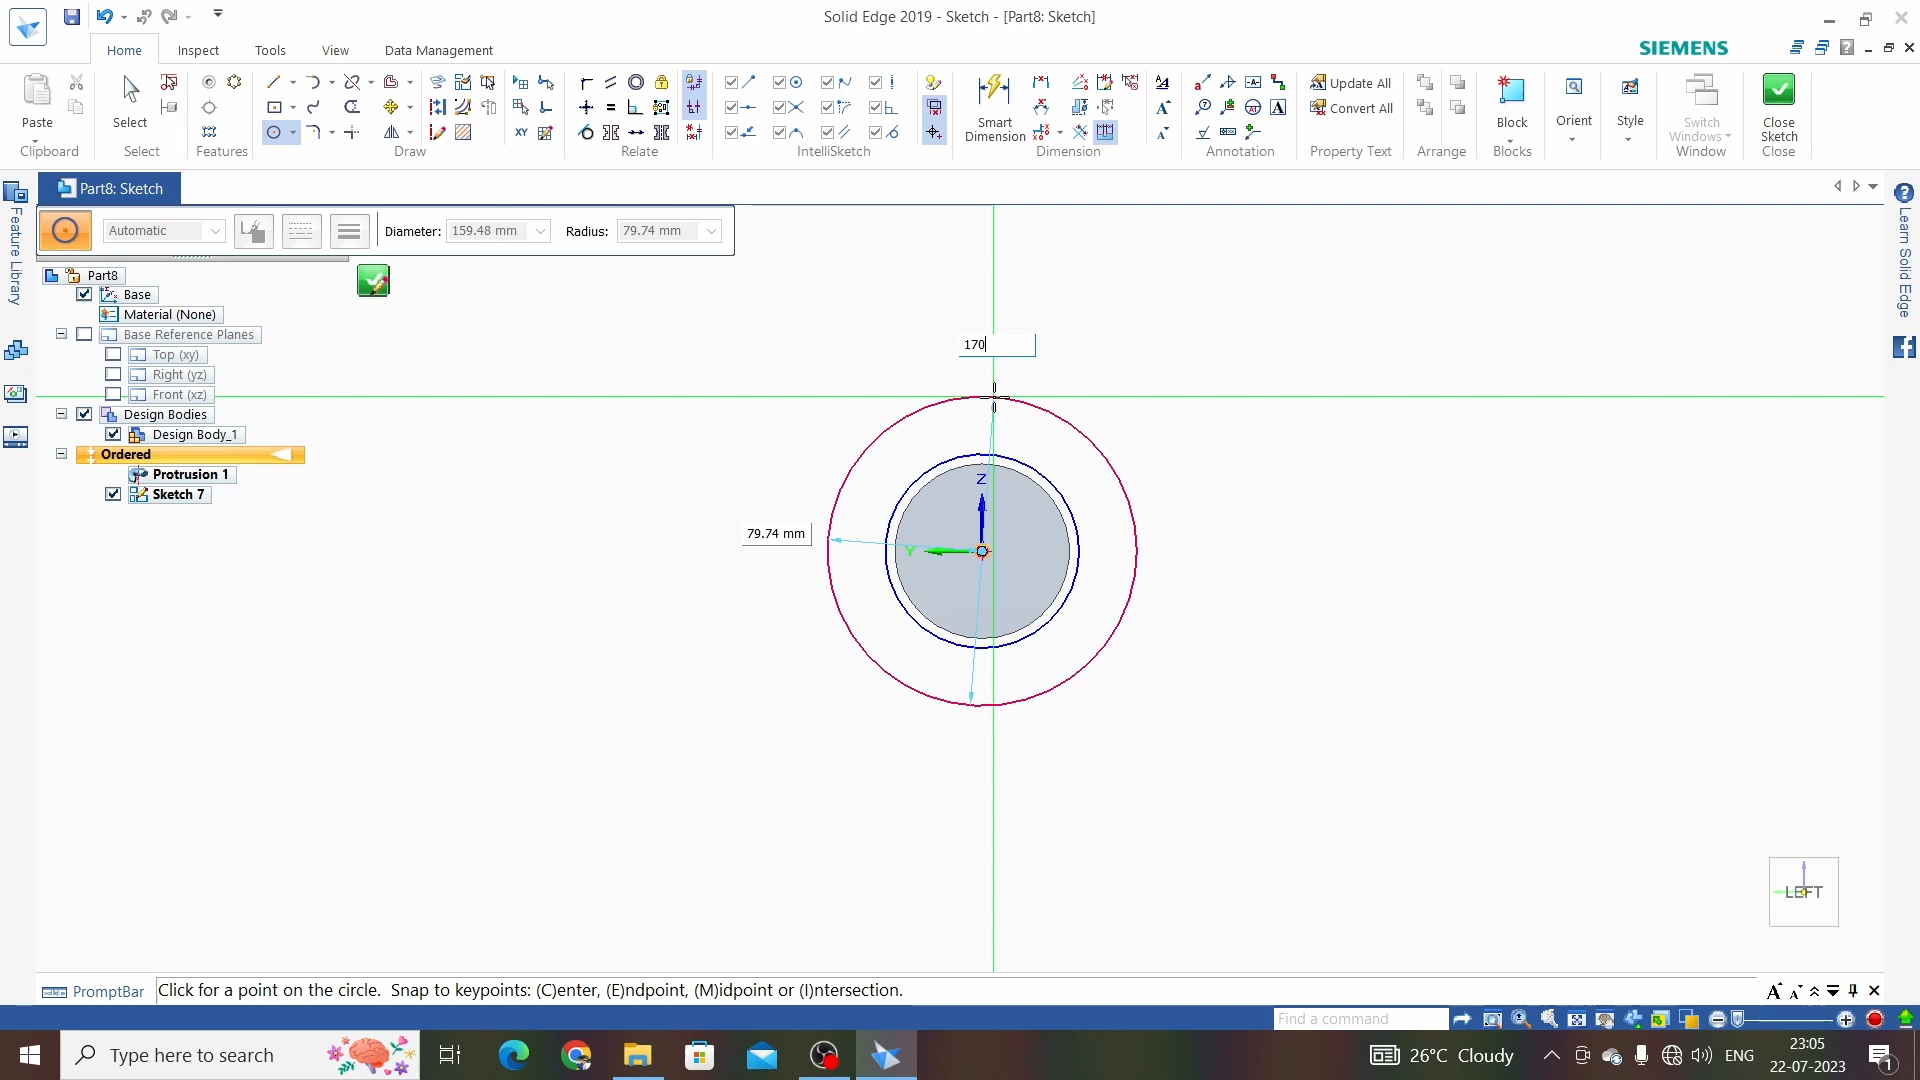 Solid Edge 2019 - Sketch - [Part8: Sketch]
Home
Inspect
Tools
View
Data Management
SIEMENS
Paste
Clipboard
Select
Select
Features
Draw
Relate
IntelliSketch
Smart
Dimension
Dimension
Annotation
Update All
Convert All
Property Text
Arrange
Block
Blocks
Orient
Style
Switch
Windows
Window
Close
Sketch
Close
Part8: Sketch
Automatic
Diameter: 159.48 mm
Radius: 79.74 mm
Feature Library
Learn Solid Edge
Part8
Base
Material (None)
Base Reference Planes
Top (xy)
Right (yz)
Front (xz)
Design Bodies
Design Body_1
Ordered
Protrusion 1
Sketch 7
170
79.74 mm
Z
Y
LEFT
PromptBar
Click for a point on the circle. Snap to keypoints: (C)enter, (E)ndpoint, (M)idpoint or (I)ntersection.
Find a command
Type here to search
26°C Cloudy
ENG
23:05
22-07-2023
1